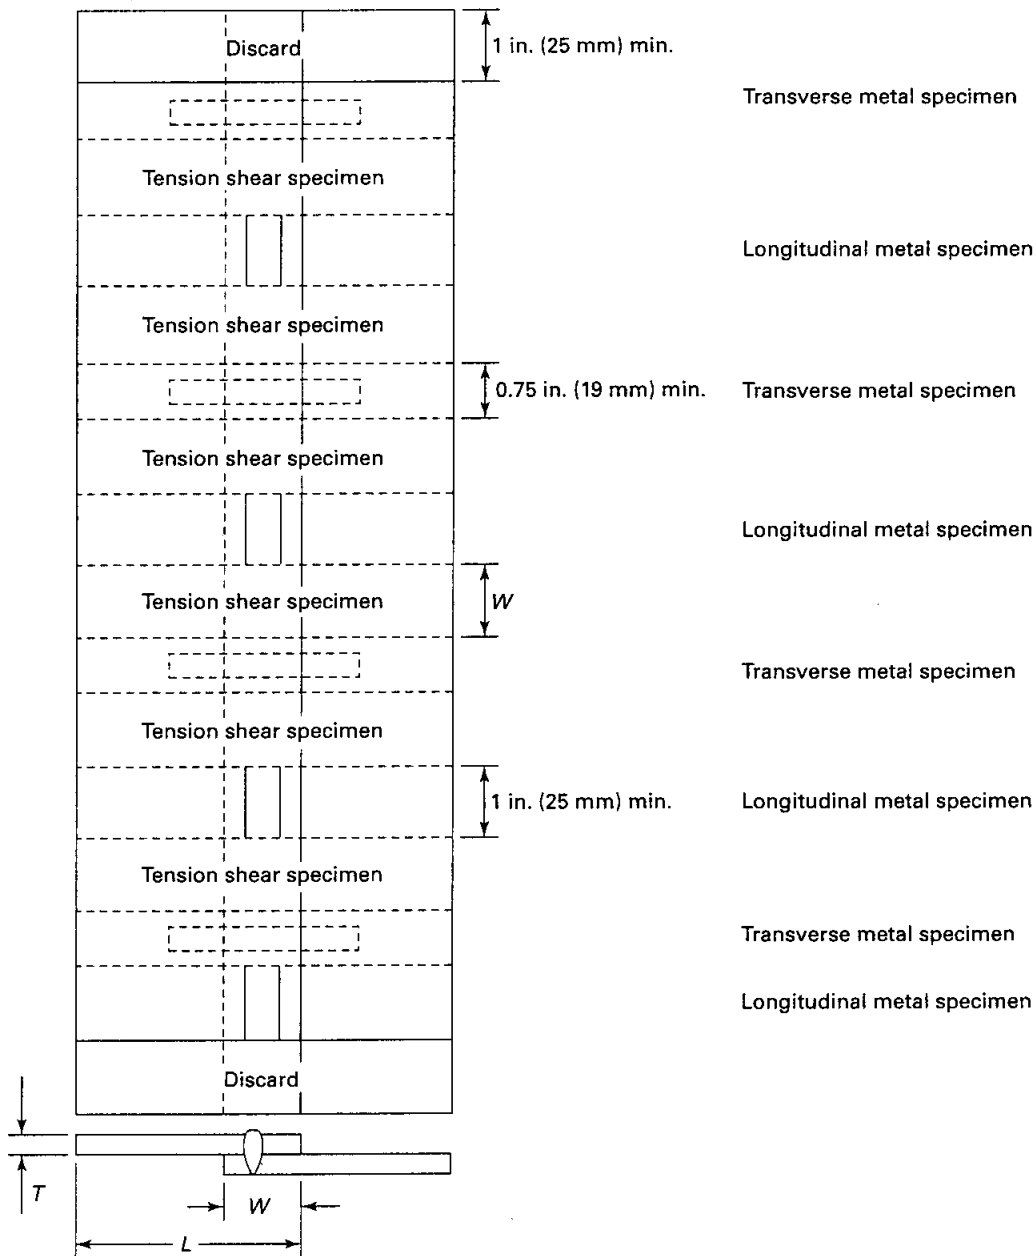 Discard
1 in. (25 mm) min.
Transverse metal specimen
Tension shear specimen
Longitudinal metal specimen
Tension shear specimen
0.75 in. (19 mm) min.
Transverse metal specimen
Tension shear specimen
Longitudinal metal specimen
Tension shear specimen
W
Transverse metal specimen
Tension shear specimen
1 in. (25 mm) min.
Longitudinal metal specimen
Tension shear specimen
Transverse metal specimen
Longitudinal metal specimen
Discard
T
W
L